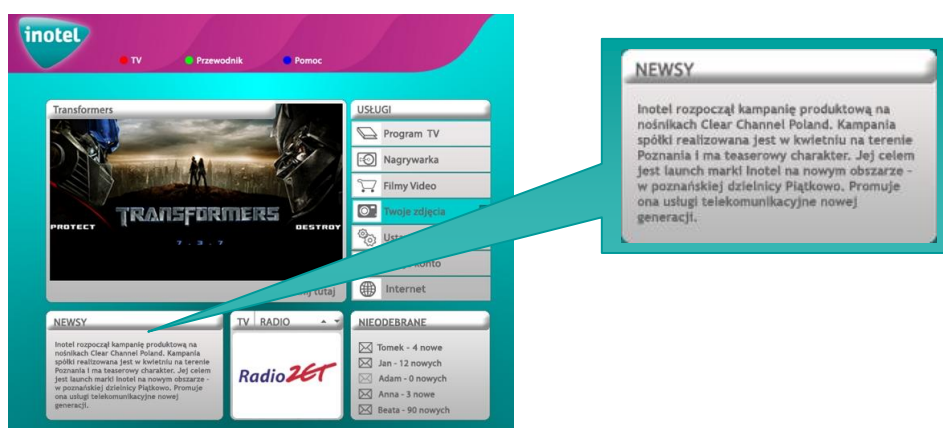 inotel
TV
Przewodnik
Pomoc
Transformers
TRANSFORMERS
PROTECT
DESTROY
7.3.7
tutaj
USŁUGI
Program TV
Nagrywarka
Filmy Video
Twoje zdjęcia
konto
Internet
NEWSY
Inotel rozpoczął kampanię produktową na
nośnikach Clear Channel Poland. Kampania
spółki realizowana jest w kwietniu na terenie
Poznania i ma teaserowy charakter. Jej celem
jest launch marki Inotel na nowym obszarze -
w poznańskiej dzielnicy Piątkowo. Promuje
ona usługi telekomunikacyjne nowej
generacji.
TV RADIO
Radio ZET
NIEODEBRANE
Tomek - 4 nowe
Jan - 12 nowych
Adam - 0 nowych
Anna - 3 nowe
Beata - 90 nowych
NEWSY
Inotel rozpoczął kampanię produktową na
nośnikach Clear Channel Poland. Kampania
spółki realizowana jest w kwietniu na terenie
Poznania i ma teaserowy charakter. Jej celem
jest launch marki Inotel na nowym obszarze -
w poznańskiej dzielnicy Piątkowo. Promuje
ona usługi telekomunikacyjne nowej
generacji.